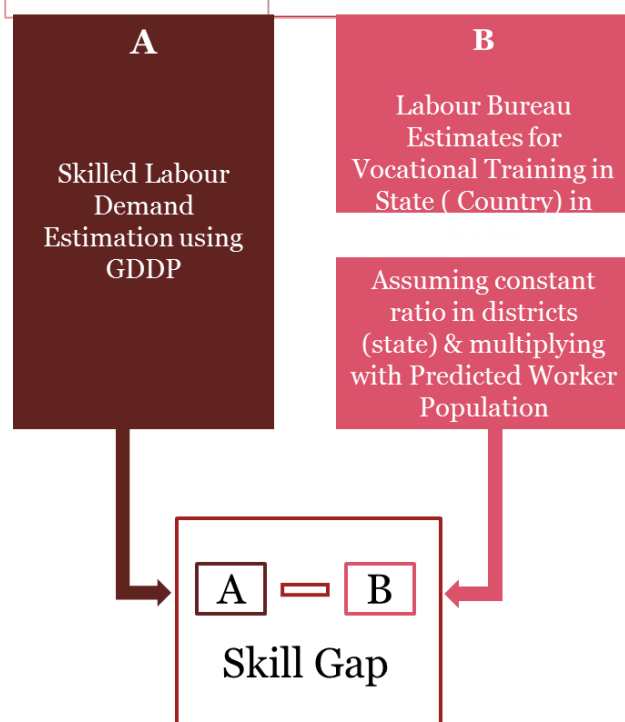 A
Skilled Labour
Demand
Estimation using
GDDP
B
Labour Bureau
Estimates for
Vocational Training in
State ( Country) in
Assuming constant
ratio in districts
(state) & multiplying
with Predicted Worker
Population
A B
Skill Gap